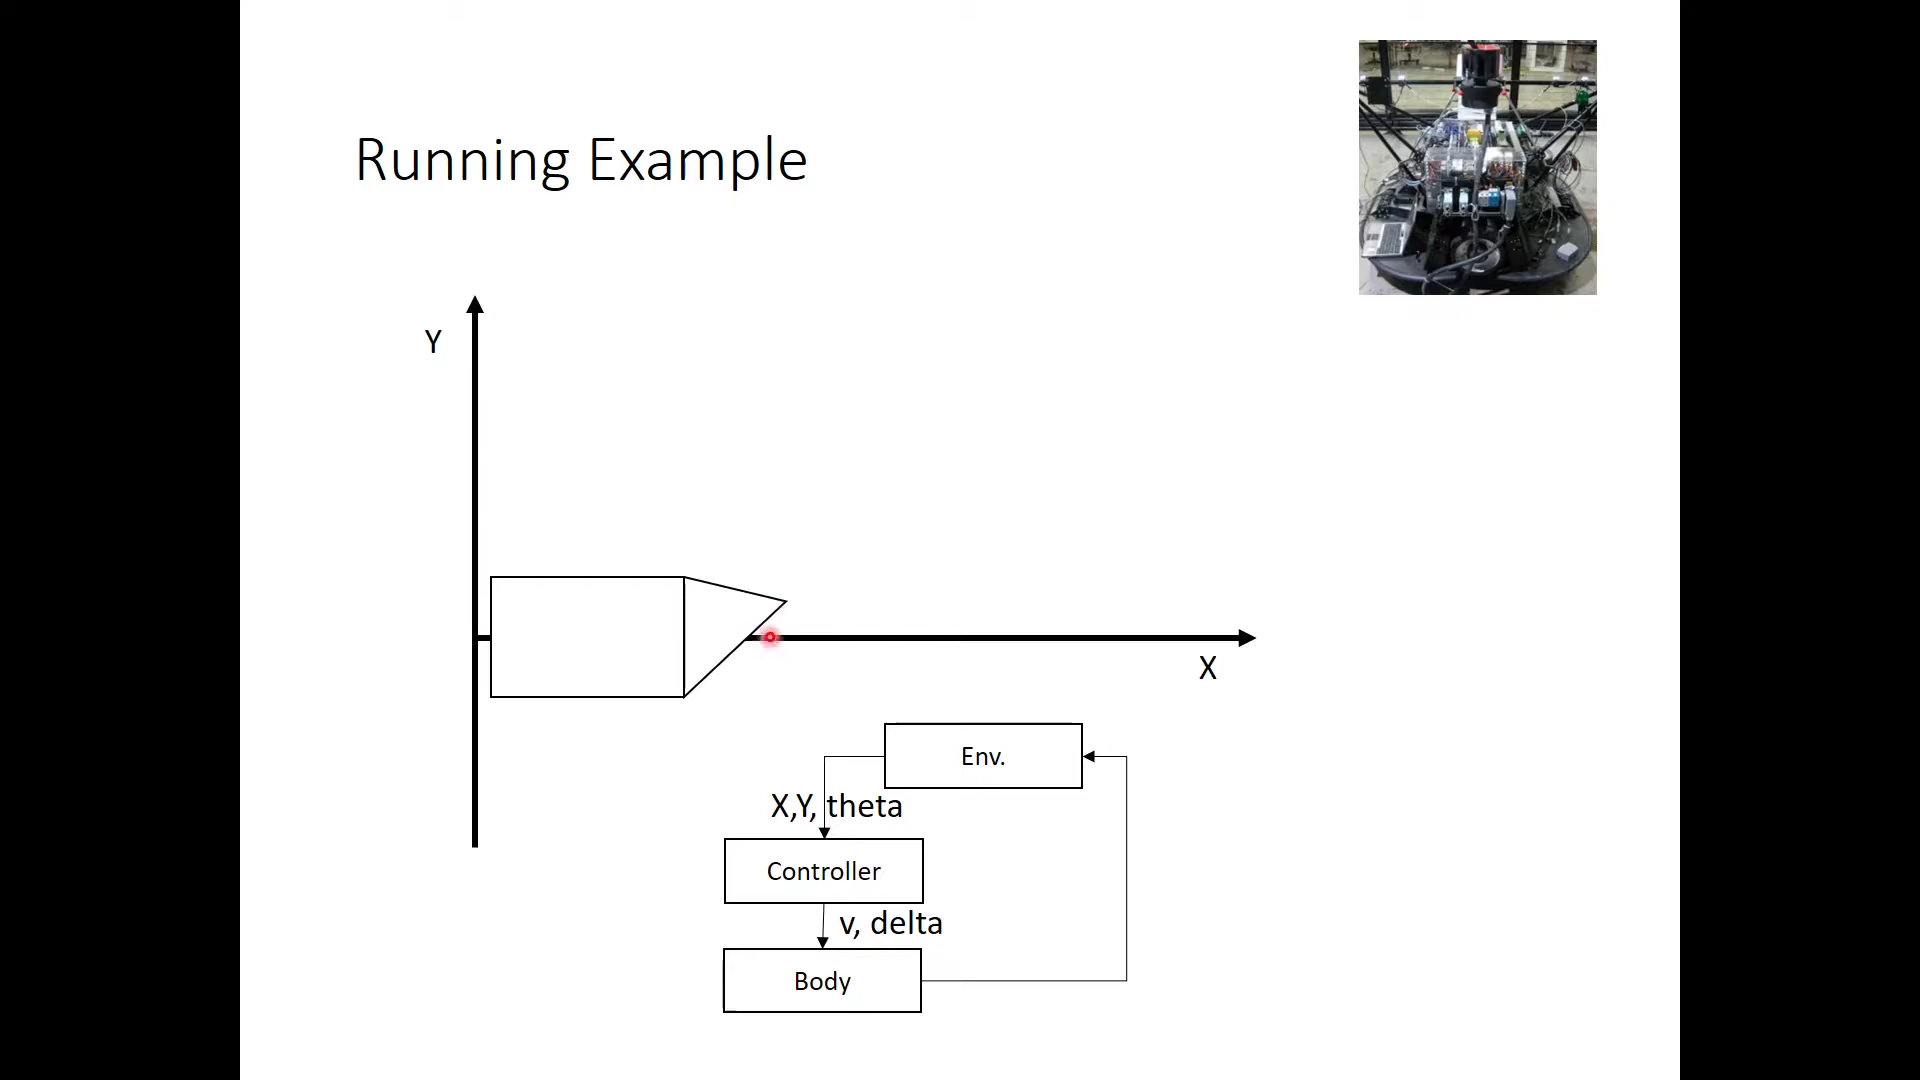 Running Example
Y
X
Env.
X,Y, theta
Controller
v, delta
Body